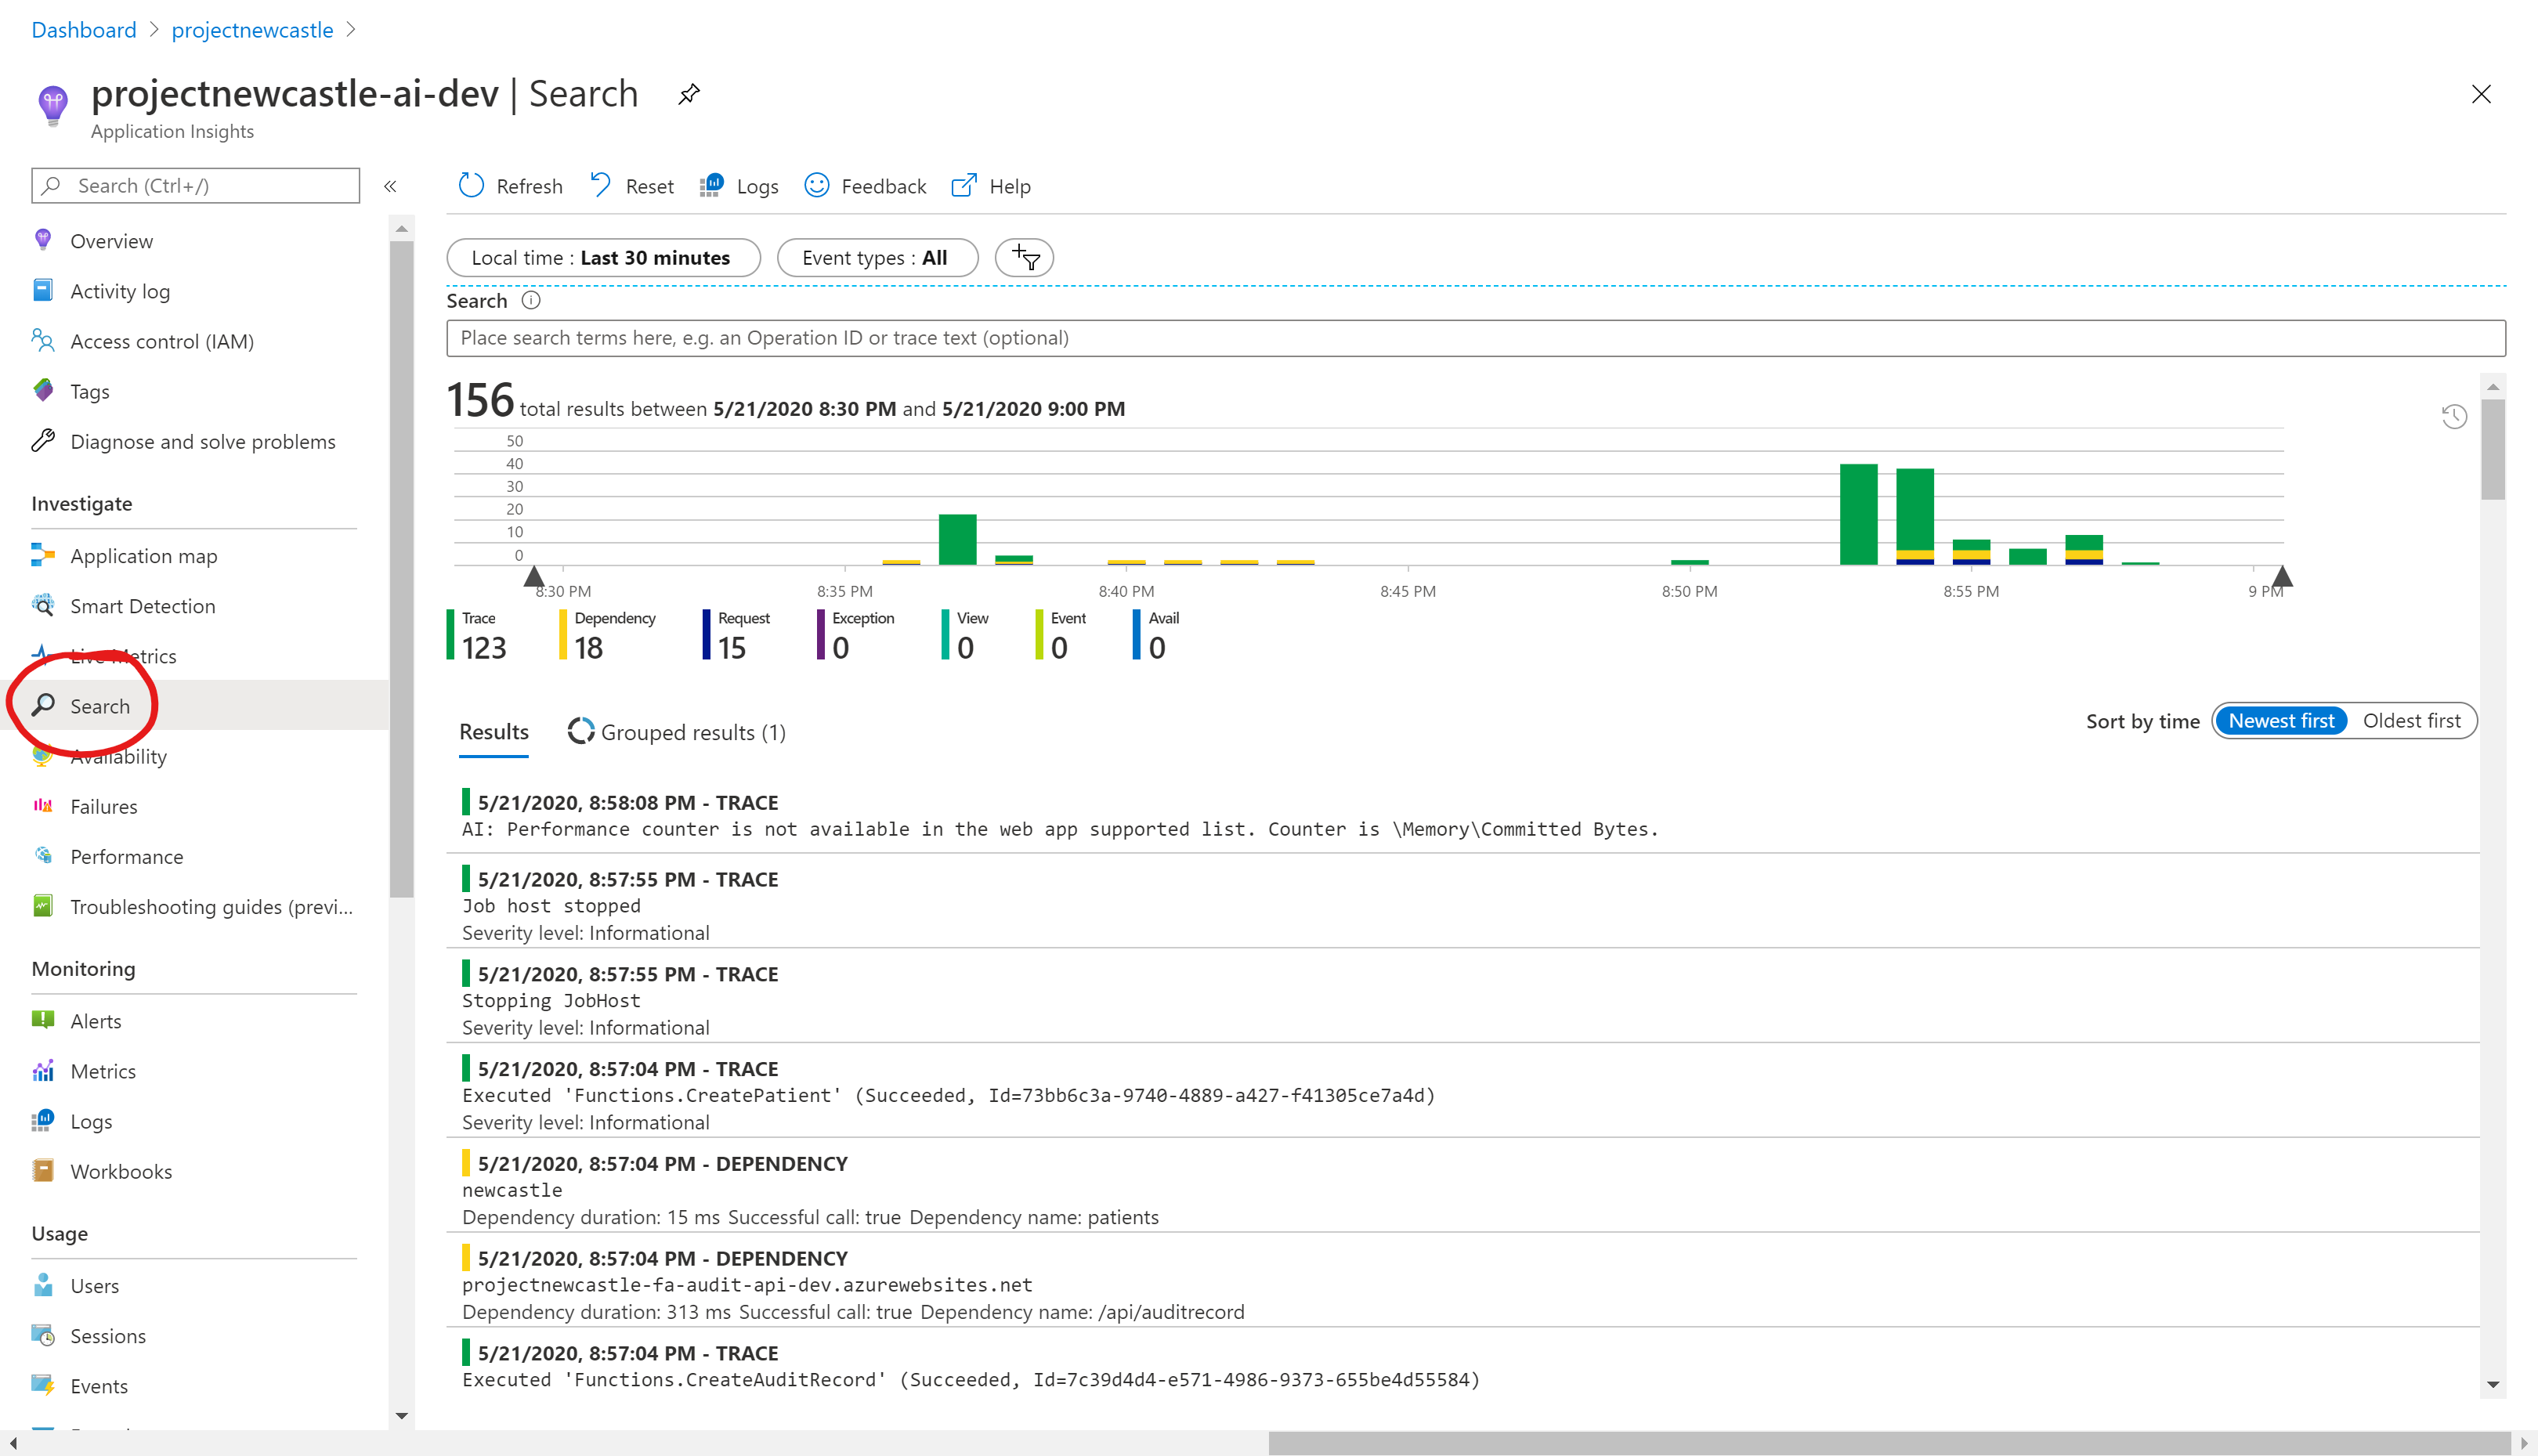 Dashboard > projectnewcastle >
projectnewcastle-ai-dev | Search
Application Insights
Search (Ctrl+/)
«
Overview
Activity log
Access control (IAM)
Tags
Diagnose and solve problems
Investigate
Application map
Smart Detection
Live Metrics
Search
Availability
Failures
Performance
Troubleshooting guides (previ...
Monitoring
Alerts
Metrics
Logs
Workbooks
Usage
Users
Sessions
Events
Refresh Reset Logs Feedback Help
Local time : Last 30 minutes Event types : All
Search
Place search terms here, e.g. an Operation ID or trace text (optional)
156 total results between 5/21/2020 8:30 PM and 5/21/2020 9:00 PM
50
40
30
20
10
0
8:30 PM 8:35 PM 8:40 PM 8:45 PM 8:50 PM 8:55 PM 9 PM
Trace Dependency Request Exception View Event Avail
123 18 15 0 0 0 0
Results Grouped results (1) Sort by time Newest first Oldest first
5/21/2020, 8:58:08 PM - TRACE
AI: Performance counter is not available in the web app supported list. Counter is \Memory\Committed Bytes.
5/21/2020, 8:57:55 PM - TRACE
Job host stopped
Severity level: Informational
5/21/2020, 8:57:55 PM - TRACE
Stopping JobHost
Severity level: Informational
5/21/2020, 8:57:04 PM - TRACE
Executed 'Functions.CreatePatient' (Succeeded, Id=73bb6c3a-9740-4889-a427-f41305ce7a4d)
Severity level: Informational
5/21/2020, 8:57:04 PM - DEPENDENCY
newcastle
Dependency duration: 15 ms Successful call: true Dependency name: patients
5/21/2020, 8:57:04 PM - DEPENDENCY
projectnewcastle-fa-audit-api-dev.azurewebsites.net
Dependency duration: 313 ms Successful call: true Dependency name: /api/auditrecord
5/21/2020, 8:57:04 PM - TRACE
Executed 'Functions.CreateAuditRecord' (Succeeded, Id=7c39d4d4-e571-4986-9373-655be4d55584)